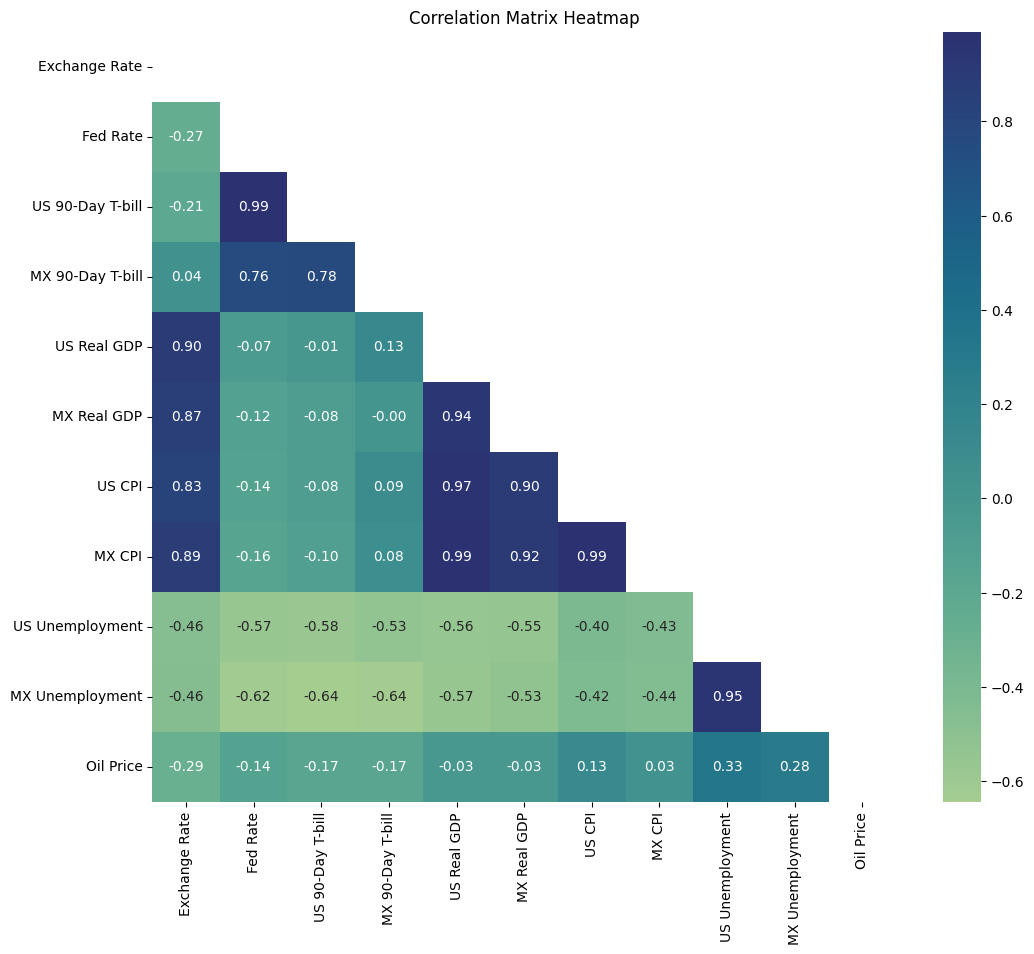 Correlation Matrix Heatmap
Exchange Rate
Fed Rate -0.27
US 90-Day T-bill -0.21 0.99
MX 90-Day T-bill 0.04 0.76 0.78
US Real GDP 0.90 -0.07 -0.01 0.13
MX Real GDP 0.87 -0.12 -0.08 -0.00 0.94
US CPI 0.83 -0.14 -0.08 0.09 0.97 0.90
MX CPI 0.89 -0.16 -0.10 0.08 0.99 0.92 0.99
US Unemployment -0.46 -0.57 -0.58 -0.53 -0.56 -0.55 -0.40 -0.43
MX Unemployment -0.46 -0.62 -0.64 -0.64 -0.57 -0.53 -0.42 -0.44 0.95
Oil Price -0.29 -0.14 -0.17 -0.17 -0.03 -0.03 0.13 0.03 0.33 0.28
Exchange Rate
Fed Rate
US 90-Day T-bill
MX 90-Day T-bill
US Real GDP
MX Real GDP
US CPI
MX CPI
US Unemployment
MX Unemployment
Oil Price
0.8
0.6
0.4
0.2
0.0
−0.2
−0.4
−0.6